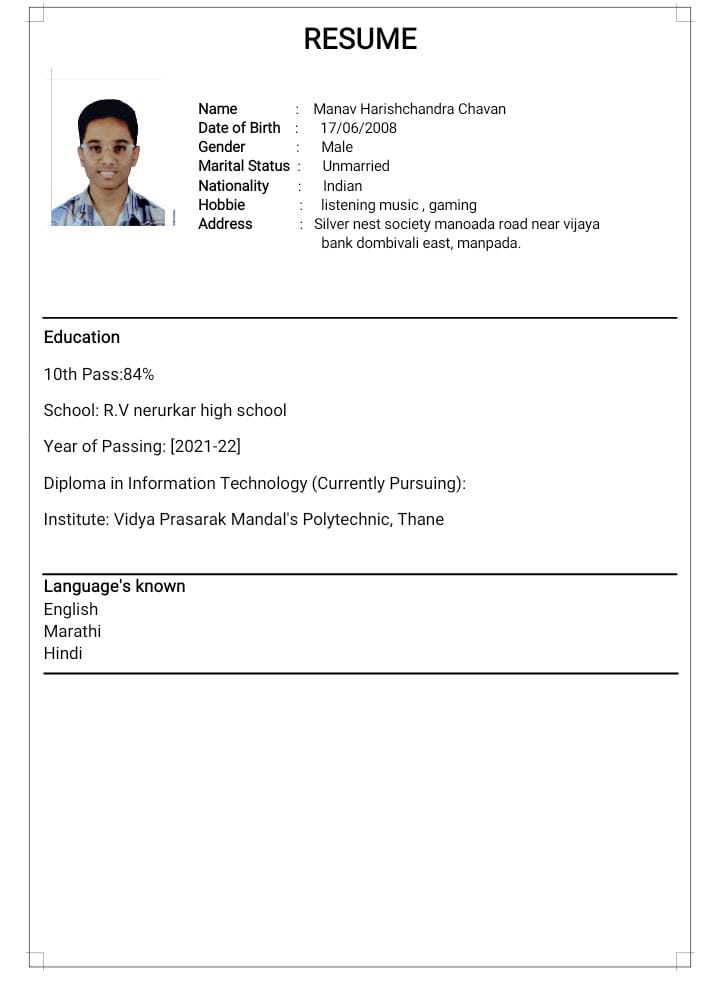 RESUME
Name : Manav Harishchandra Chavan
Date of Birth : 17/06/2008
Gender : Male
Marital Status : Unmarried
Nationality : Indian
Hobbie : listening music , gaming
Address : Silver nest society manoada road near vijaya
bank dombivali east, manpada.
Education
10th Pass:84%
School: R.V nerurkar high school
Year of Passing: [2021-22]
Diploma in Information Technology (Currently Pursuing):
Institute: Vidya Prasarak Mandal's Polytechnic, Thane
Language's known
English
Marathi
Hindi